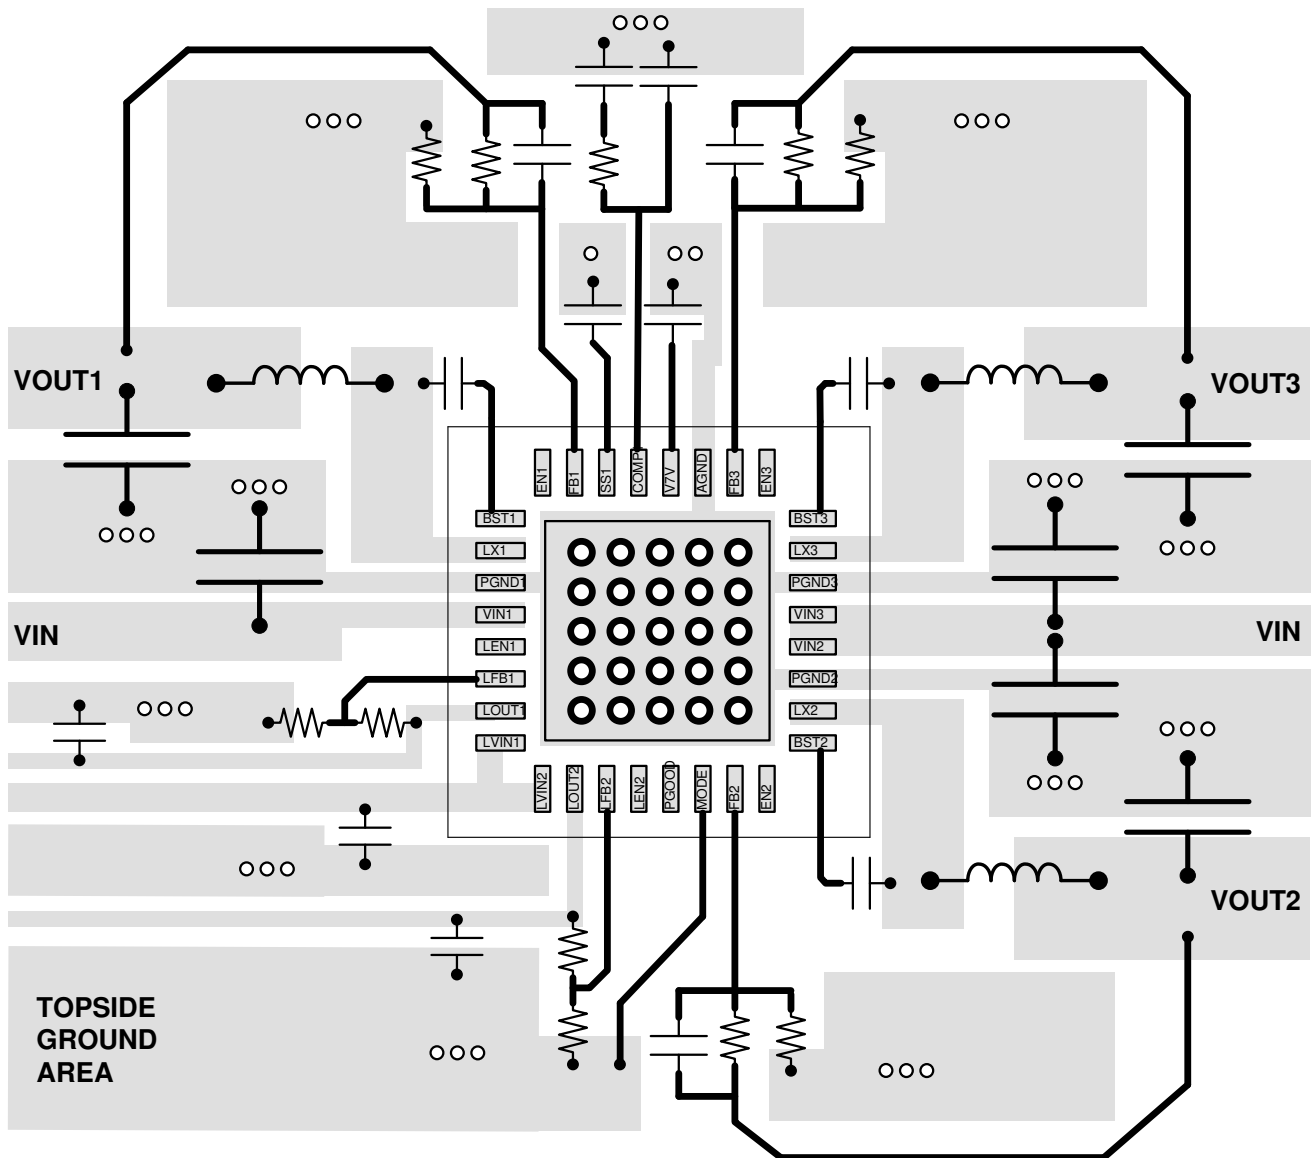 VOUT1
VOUT3
EN1
FB1
SS1
COMP
V7V
AGND
FB3
EN3
BST1
BST3
LX1
LX3
PGND1
PGND3
VIN1
VIN3
VIN
VIN
LEN1
VIN2
LFB1
PGND2
LOUT1
LX2
LVIN1
BST2
LVIN2
LOUT2
LFB2
LEN2
PGOOD
MODE
FB2
EN2
VOUT2
TOPSIDE
GROUND
AREA